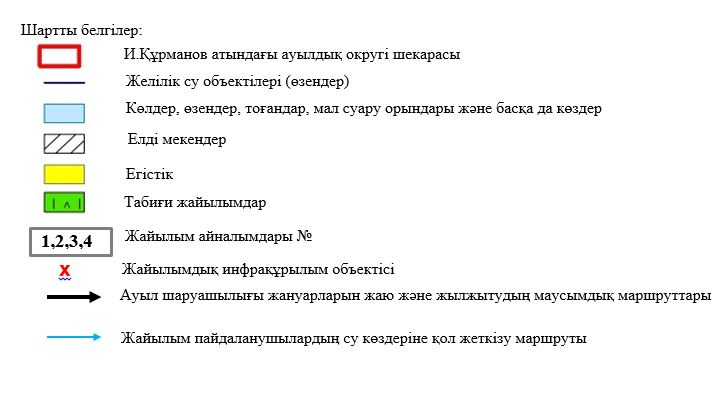 Шартты белгілер:
И.Құрманов атындағы ауылдық округі шекарасы
Желілік су объектілері (өзендер)
Көлдер, өзендер, тоғандар, мал суару орындары және басқа да көздер
Елді мекендер
Егістік
Табиғи жайылымдар
1,2,3,4 Жайылым айналымдары №
х Жайылымдық инфрақұрылым объектісі
Ауыл шаруашылығы жануарларын жаю және жылжытудың маусымдық маршруттары
Жайылым пайдаланушылардың су көздеріне қол жеткізу маршруты